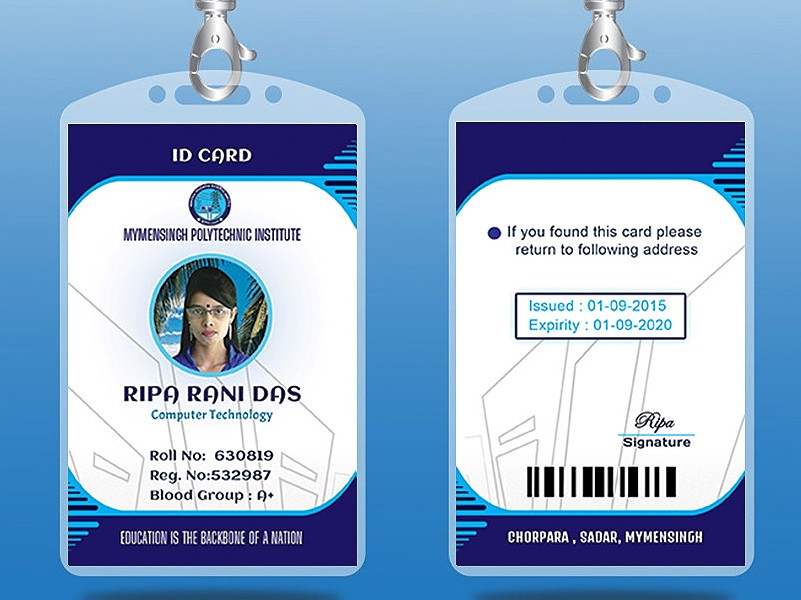 ID CARD
MYMENSINGH POLYTECHNIC INSTITUTE
RIPA RANI DAS
Computer Technology
Roll No: 630819
Reg. No:532987
Blood Group : A+
EDUCATION IS THE BACKBONE OF A NATION
If you found this card please
return to following address
Issued : 01-09-2015
Expirity : 01-09-2020
Ripa
Signature
CHORPARA , SADAR, MYMENSINGH